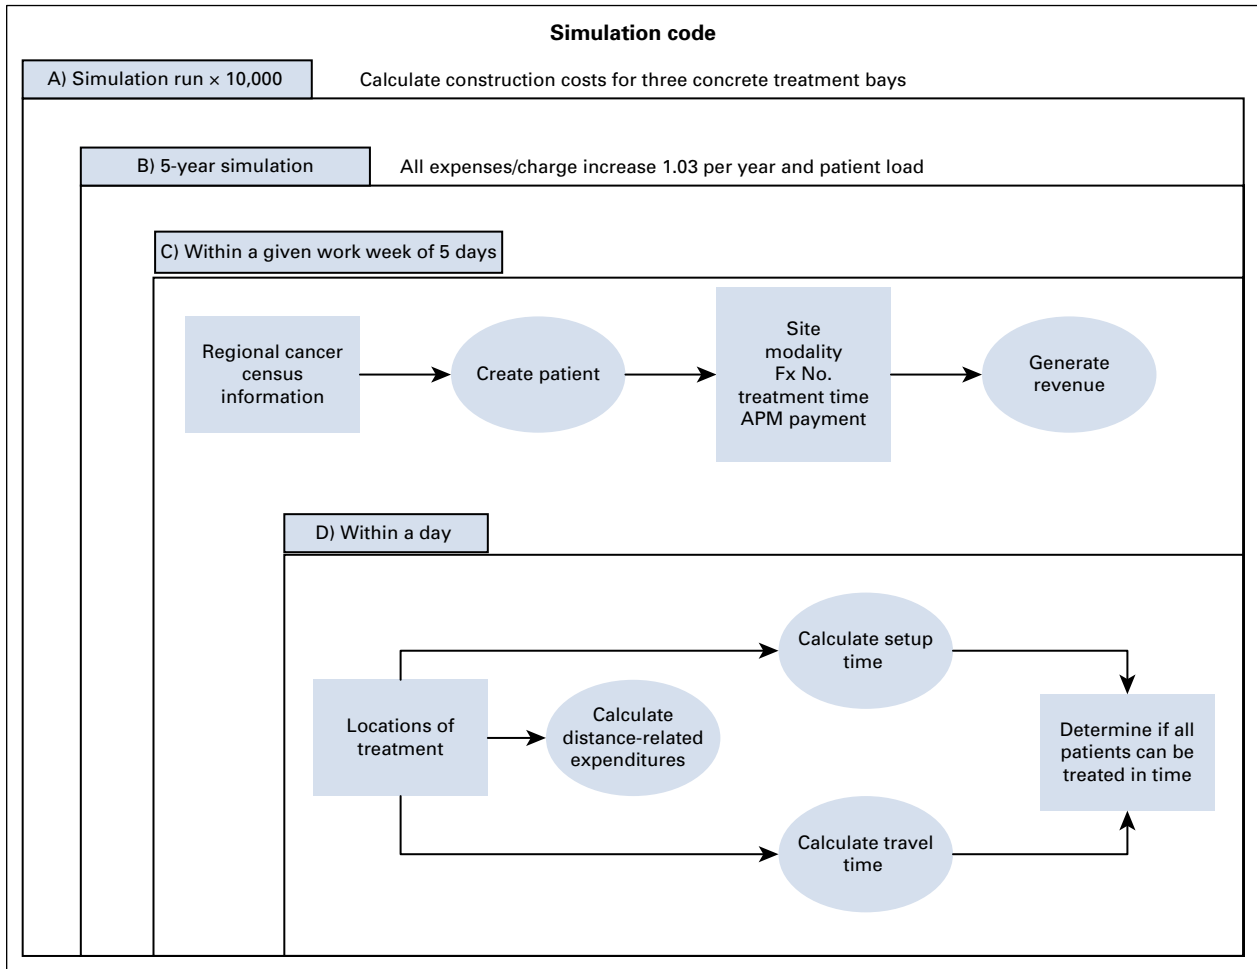 Simulation code
A) Simulation run × 10,000
Calculate construction costs for three concrete treatment bays
B) 5-year simulation
All expenses/charge increase 1.03 per year and patient load
C) Within a given work week of 5 days
Regional cancer
census
information
Create patient
Site
modality
Fx No.
treatment time
APM payment
Generate
revenue
D) Within a day
Locations of
treatment
Calculate
distance-related
expenditures
Calculate setup
time
Calculate travel
time
Determine if all
patients can be
treated in time